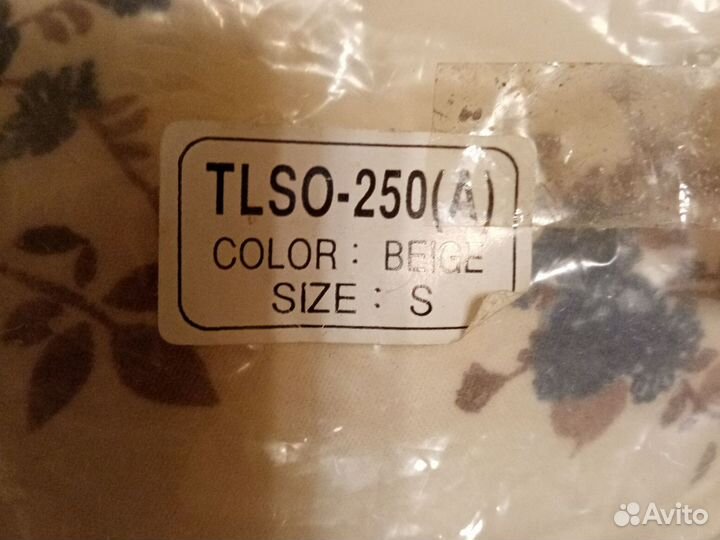 TLSO-250(A)
COLOR : BEIGE
SIZE : S
Avito